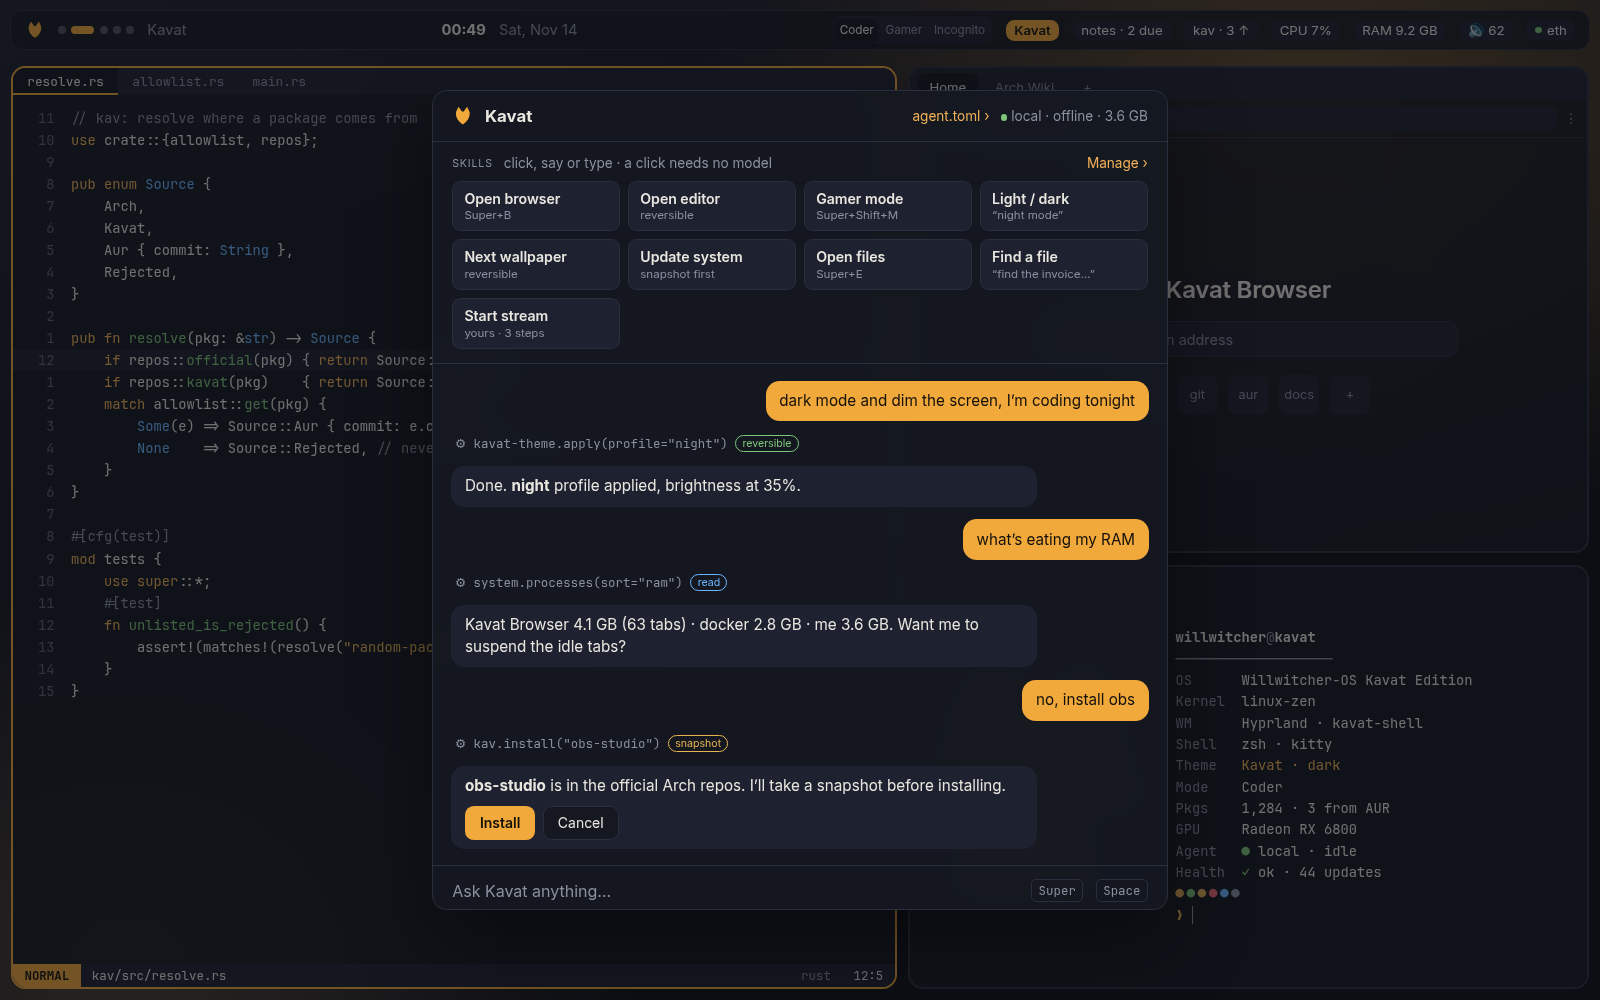 Kavat
00:49 Sat, Nov 14
Coder Gamer Incognito
Kavat
notes · 2 due
kav · 3 ↑
CPU 7%
RAM 9.2 GB
🔊 62
eth
resolve.rs allowlist.rs main.rs
11 // kav: resolve where a package comes from
10 use crate::{allowlist, repos};
9
8 pub enum Source {
7 Arch,
6 Kavat,
5 Aur { commit: String },
4 Rejected,
3 }
2
1 pub fn resolve(pkg: &str) -> Source {
12 if repos::official(pkg) { return Source:
1 if repos::kavat(pkg) { return Source:
2 match allowlist::get(pkg) {
3 Some(e) => Source::Aur { commit: e.c
4 None => Source::Rejected, // neve
5 }
6 }
7
8 #[cfg(test)]
9 mod tests {
10 use super::*;
11 #[test]
12 fn unlisted_is_rejected() {
13 assert!(matches!(resolve("random-pac
14 }
15 }
NORMAL kav/src/resolve.rs rust 12:5
Kavat
agent.toml › local · offline · 3.6 GB
SKILLS click, say or type · a click needs no model Manage ›
Open browser
Super+B
Open editor
reversible
Gamer mode
Super+Shift+M
Light / dark
“night mode”
Next wallpaper
reversible
Update system
snapshot first
Open files
Super+E
Find a file
“find the invoice…”
Start stream
yours · 3 steps
dark mode and dim the screen, I’m coding tonight
⚙ kavat-theme.apply(profile="night") reversible
Done. night profile applied, brightness at 35%.
what’s eating my RAM
⚙ system.processes(sort="ram") read
Kavat Browser 4.1 GB (63 tabs) · docker 2.8 GB · me 3.6 GB. Want me to
suspend the idle tabs?
no, install obs
⚙ kav.install("obs-studio") snapshot
obs-studio is in the official Arch repos. I’ll take a snapshot before installing.
Install Cancel
Ask Kavat anything… Super Space
Home Arch Wiki +
Kavat Browser
address
git aur docs +
willwitcher@kavat
OS Willwitcher-OS Kavat Edition
Kernel linux-zen
WM Hyprland · kavat-shell
Shell zsh · kitty
Theme Kavat · dark
Mode Coder
Pkgs 1,284 · 3 from AUR
GPU Radeon RX 6800
Agent ● local · idle
Health ✓ ok · 44 updates
❯